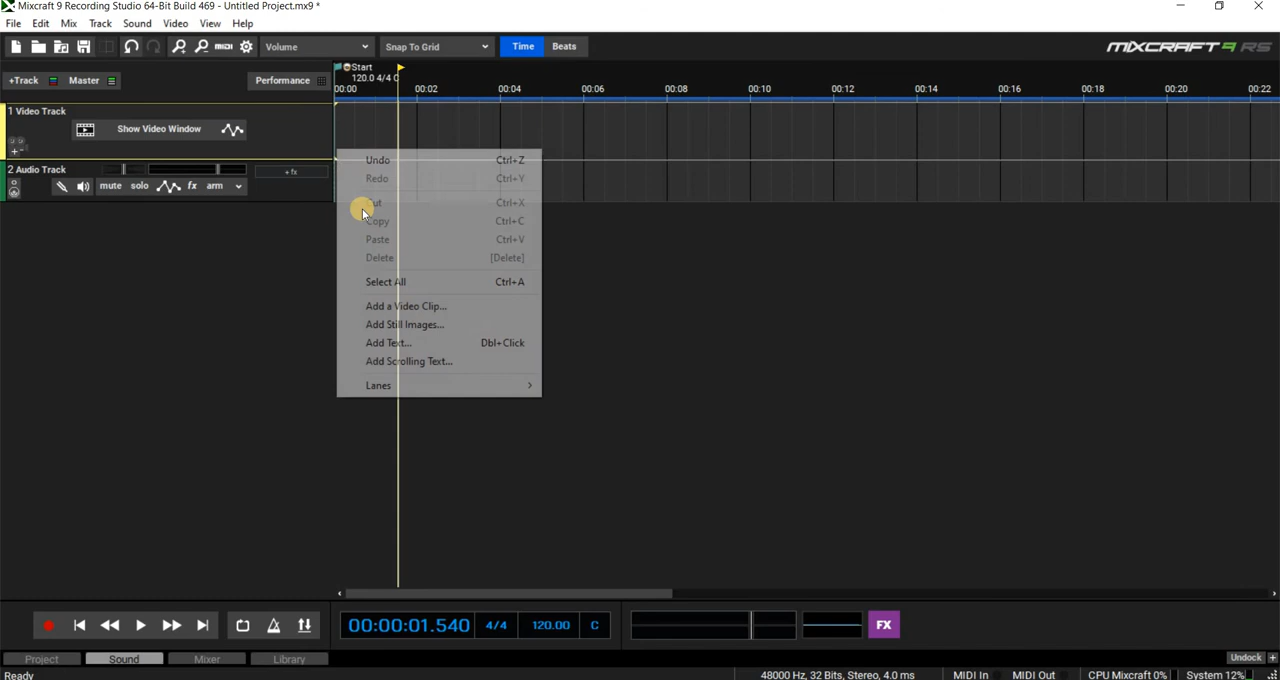 Mixcraft 9 Recording Studio 64-Bit Build 469 - Untitled Project.mx9 *
File Edit Mix Track Sound Video View Help
MIDI Volume Snap To Grid Time Beats MIXCRAFT 9 RS
+Track Master Performance
Start
120.0 4/4 C
00:00 00:02 00:04 00:06 00:08 00:10 00:12 00:14 00:16 00:18 00:20 00:22
1 Video Track
Show Video Window
2 Audio Track
+fx
mute solo fx arm
Undo Ctrl+Z
Redo Ctrl+Y
Cut Ctrl+X
Copy Ctrl+C
Paste Ctrl+V
Delete [Delete]
Select All Ctrl+A
Add a Video Clip...
Add Still Images...
Add Text... Dbl+Click
Add Scrolling Text...
Lanes
00:00:01.540 4/4 120.00 C FX
Project Sound Mixer Library Undock +
Ready 48000 Hz, 32 Bits, Stereo, 4.0 ms MIDI In MIDI Out CPU Mixcraft 0% System 12%